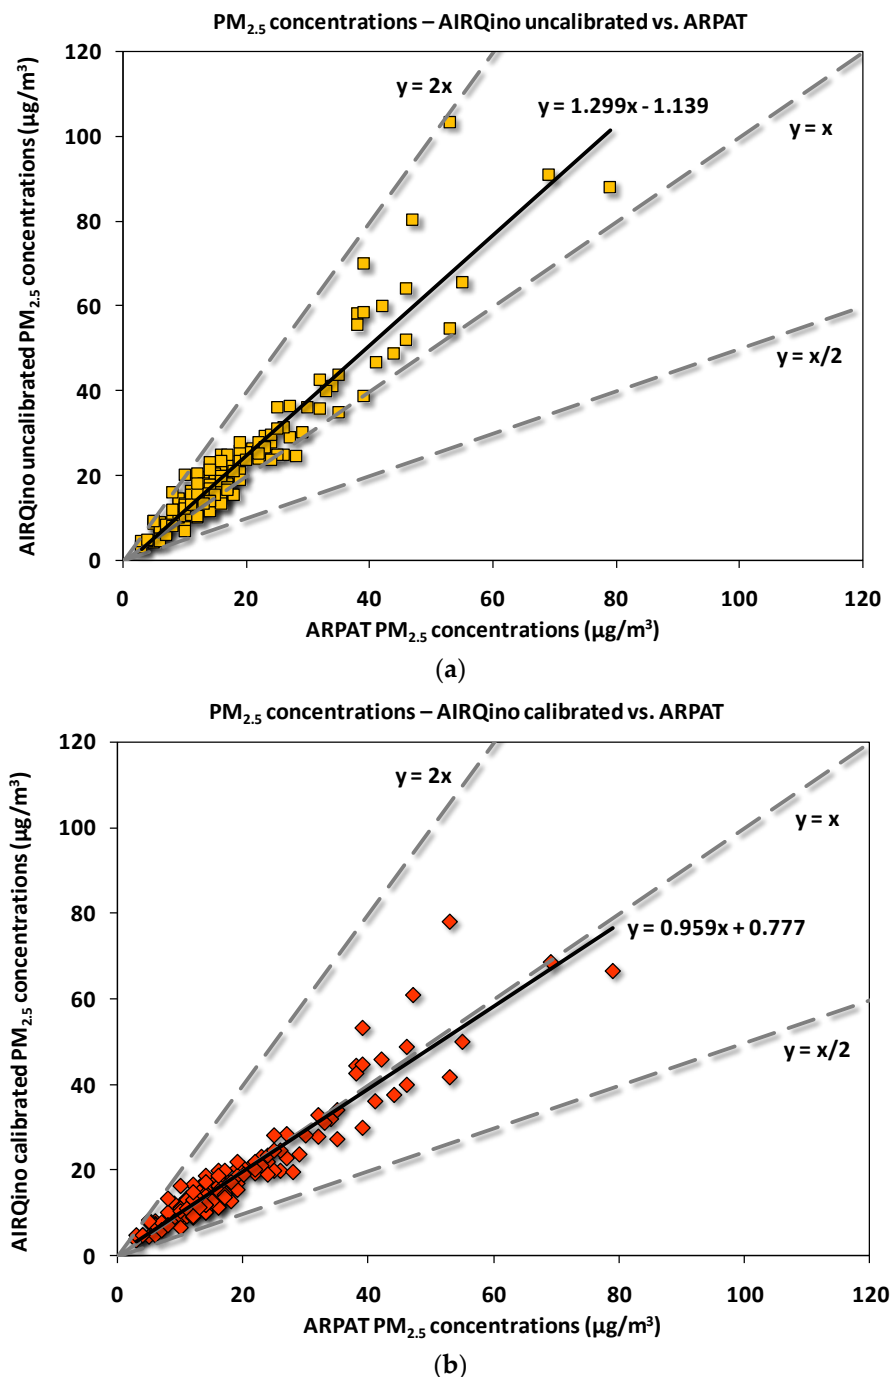 PM₂.₅ concentrations – AIRQino uncalibrated vs. ARPAT
AIRQino uncalibrated PM₂.₅ concentrations (µg/m³)
120
100
80
60
40
20
0
y = 2x
y = 1.299x - 1.139
y = x
y = x/2
0 20 40 60 80 100 120
ARPAT PM₂.₅ concentrations (µg/m³)
(a)
PM₂.₅ concentrations – AIRQino calibrated vs. ARPAT
AIRQino calibrated PM₂.₅ concentrations (µg/m³)
120
100
80
60
40
20
0
y = 2x
y = x
y = 0.959x + 0.777
y = x/2
0 20 40 60 80 100 120
ARPAT PM₂.₅ concentrations (µg/m³)
(b)